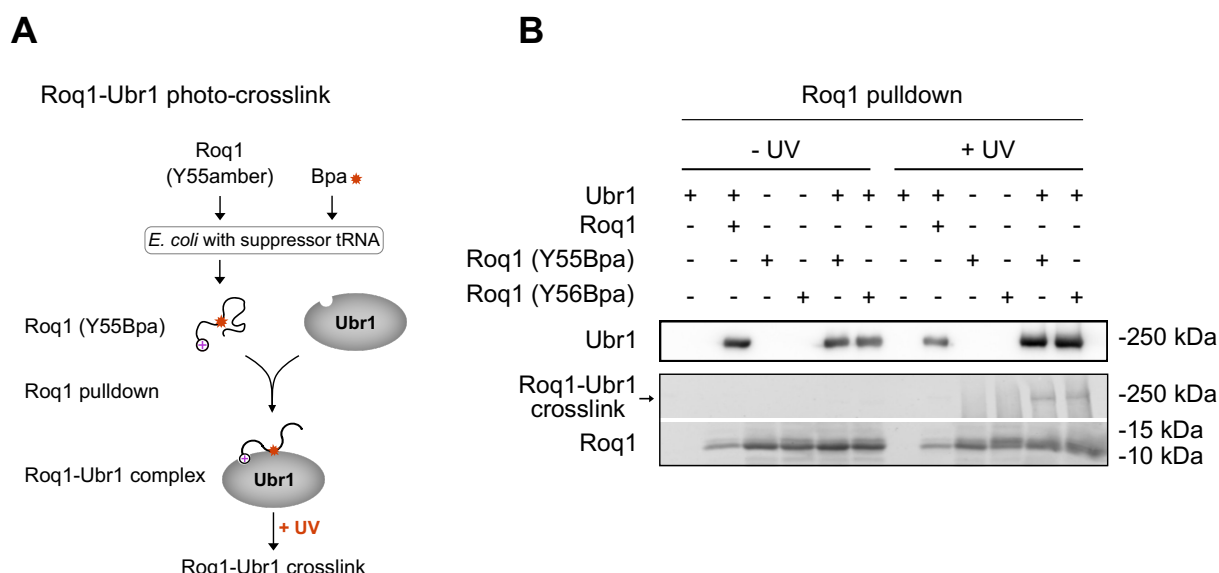 A
Roq1-Ubr1 photo-crosslink
Roq1
(Y55amber)
Bpa
E. coli with suppressor tRNA
Roq1 (Y55Bpa)
+
Ubr1
Roq1 pulldown
Roq1-Ubr1 complex
+
Ubr1
+ UV
Roq1-Ubr1 crosslink
B
Roq1 pulldown
- UV + UV
Ubr1 + + - - + + + + - - + +
Roq1 - + - - - - - + - - - -
Roq1 (Y55Bpa) - - + - + - - - + - + -
Roq1 (Y56Bpa) - - - + - + - - - + - +
Ubr1 -250 kDa
Roq1-Ubr1
crosslink
-250 kDa
-15 kDa
Roq1
-10 kDa